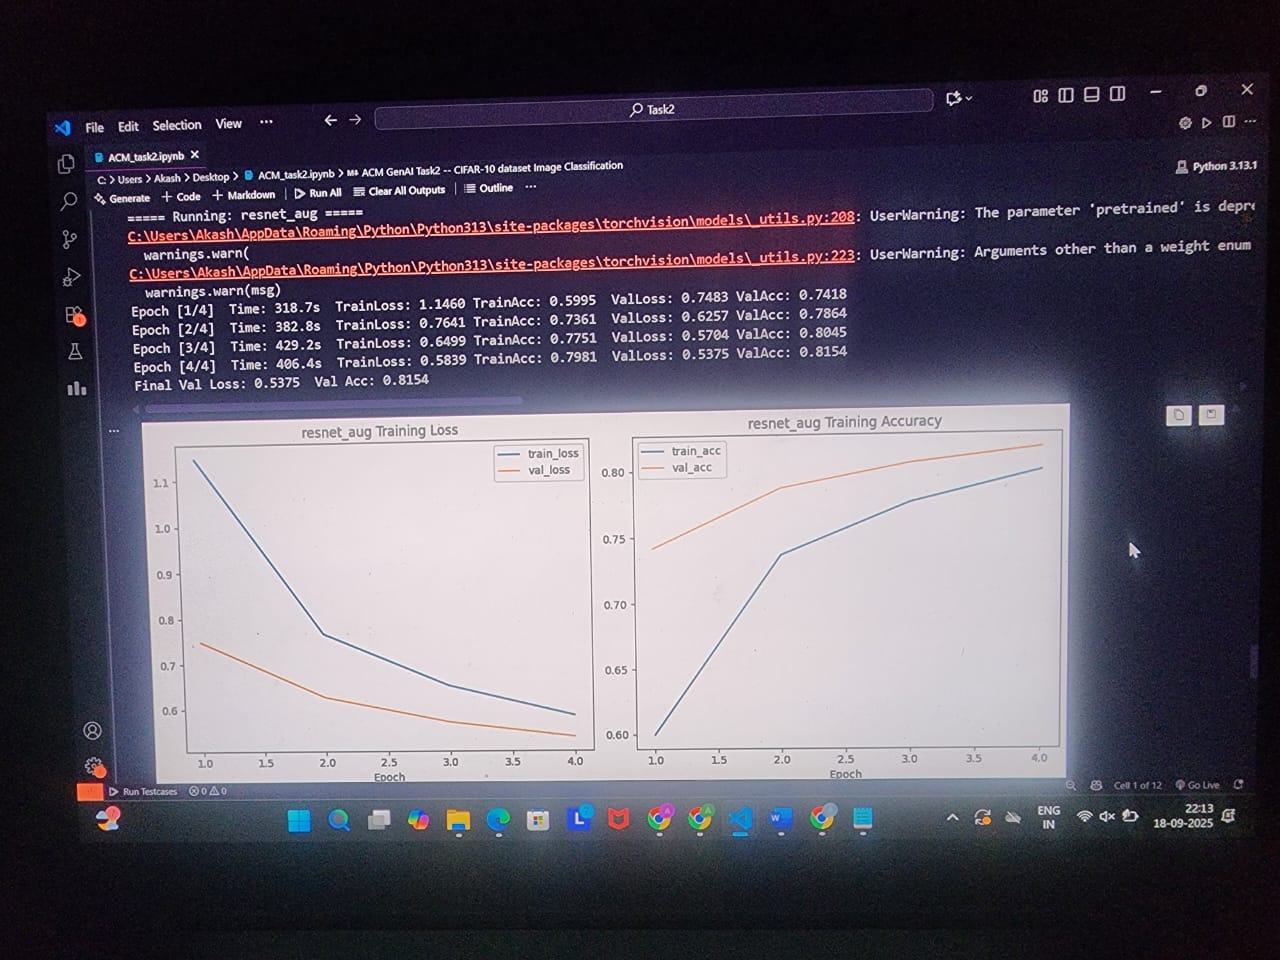 File Edit Selection View ··· Task2
ACM_task2.ipynb
C: > Users > Akash > Desktop > ACM_task2.ipynb > M↓ ACM GenAI Task2 -- CIFAR-10 dataset Image Classification
Python 3.13.1
Generate + Code + Markdown | Run All Clear All Outputs | Outline ···
===== Running: resnet_aug =====
C:\Users\Akash\AppData\Roaming\Python\Python313\site-packages\torchvision\models\_utils.py:208: UserWarning: The parameter 'pretrained' is depre
warnings.warn(
C:\Users\Akash\AppData\Roaming\Python\Python313\site-packages\torchvision\models\_utils.py:223: UserWarning: Arguments other than a weight enum
warnings.warn(msg)
Epoch [1/4] Time: 318.7s TrainLoss: 1.1460 TrainAcc: 0.5995 ValLoss: 0.7483 ValAcc: 0.7418
Epoch [2/4] Time: 382.8s TrainLoss: 0.7641 TrainAcc: 0.7361 ValLoss: 0.6257 ValAcc: 0.7864
Epoch [3/4] Time: 429.2s TrainLoss: 0.6499 TrainAcc: 0.7751 ValLoss: 0.5704 ValAcc: 0.8045
Epoch [4/4] Time: 406.4s TrainLoss: 0.5839 TrainAcc: 0.7981 ValLoss: 0.5375 ValAcc: 0.8154
Final Val Loss: 0.5375 Val Acc: 0.8154
resnet_aug Training Loss
train_loss
val_loss
1.1
1.0
0.9
0.8
0.7
0.6
1.0 1.5 2.0 2.5 3.0 3.5 4.0
Epoch
resnet_aug Training Accuracy
train_acc
val_acc
0.80
0.75
0.70
0.65
0.60
1.0 1.5 2.0 2.5 3.0 3.5 4.0
Epoch
Run Testcases 0 0 Cell 1 of 12 Go Live
ENG
IN
22:13
18-09-2025